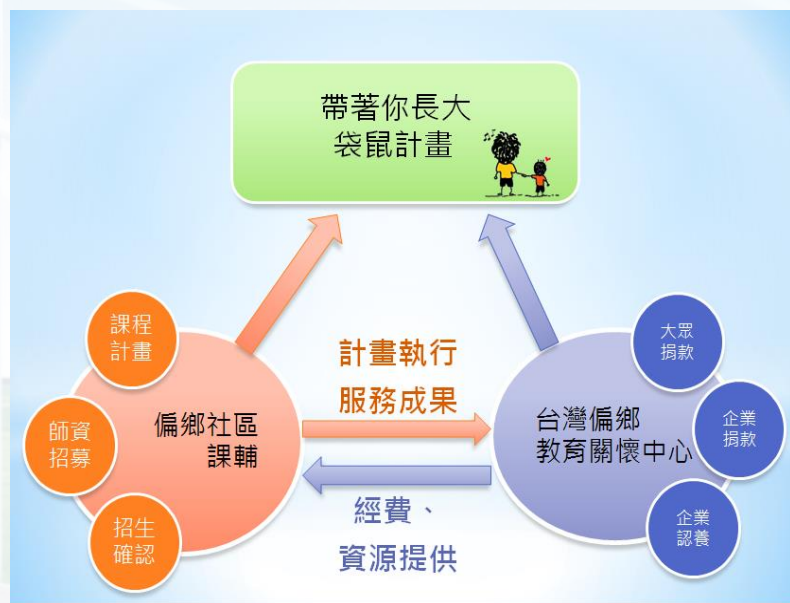 帶著你長大
袋鼠計畫
課程
計畫
師資
招募
招生
確認
偏鄉社區
課輔
計畫執行
服務成果
經費、
資源提供
台灣偏鄉
教育關懷中心
大眾
捐款
企業
捐款
企業
認養